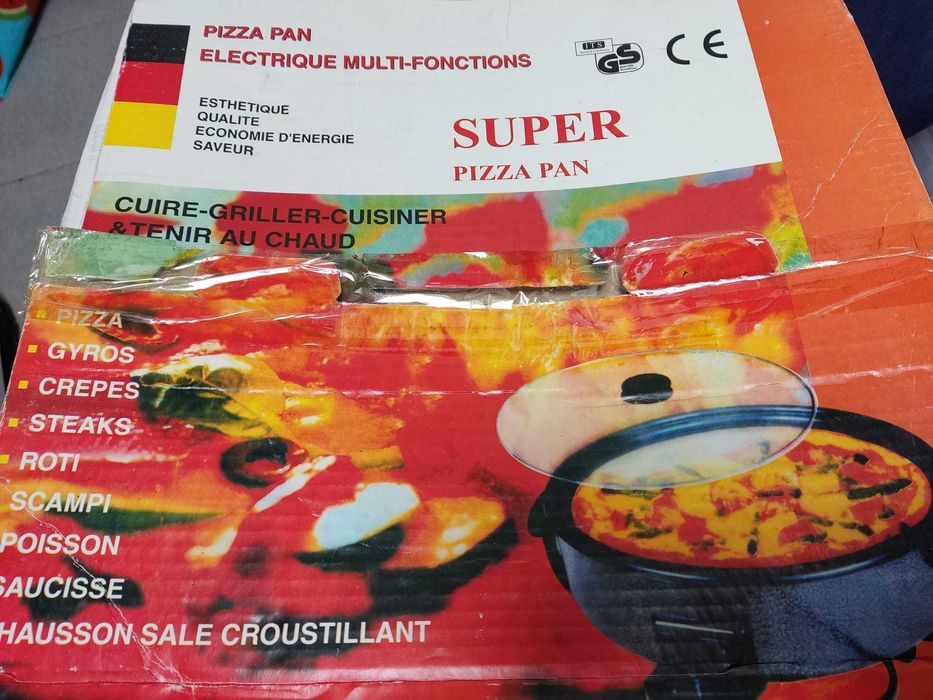 PIZZA PAN
ELECTRIQUE MULTI-FONCTIONS
ITS
GS
CE
ESTHETIQUE
QUALITE
ECONOMIE D'ENERGIE
SAVEUR
SUPER
PIZZA PAN
CUIRE-GRILLER-CUISINER
&TENIR AU CHAUD
PIZZA
GYROS
CREPES
STEAKS
ROTI
SCAMPI
POISSON
SAUCISSE
HAUSSON SALE CROUSTILLANT